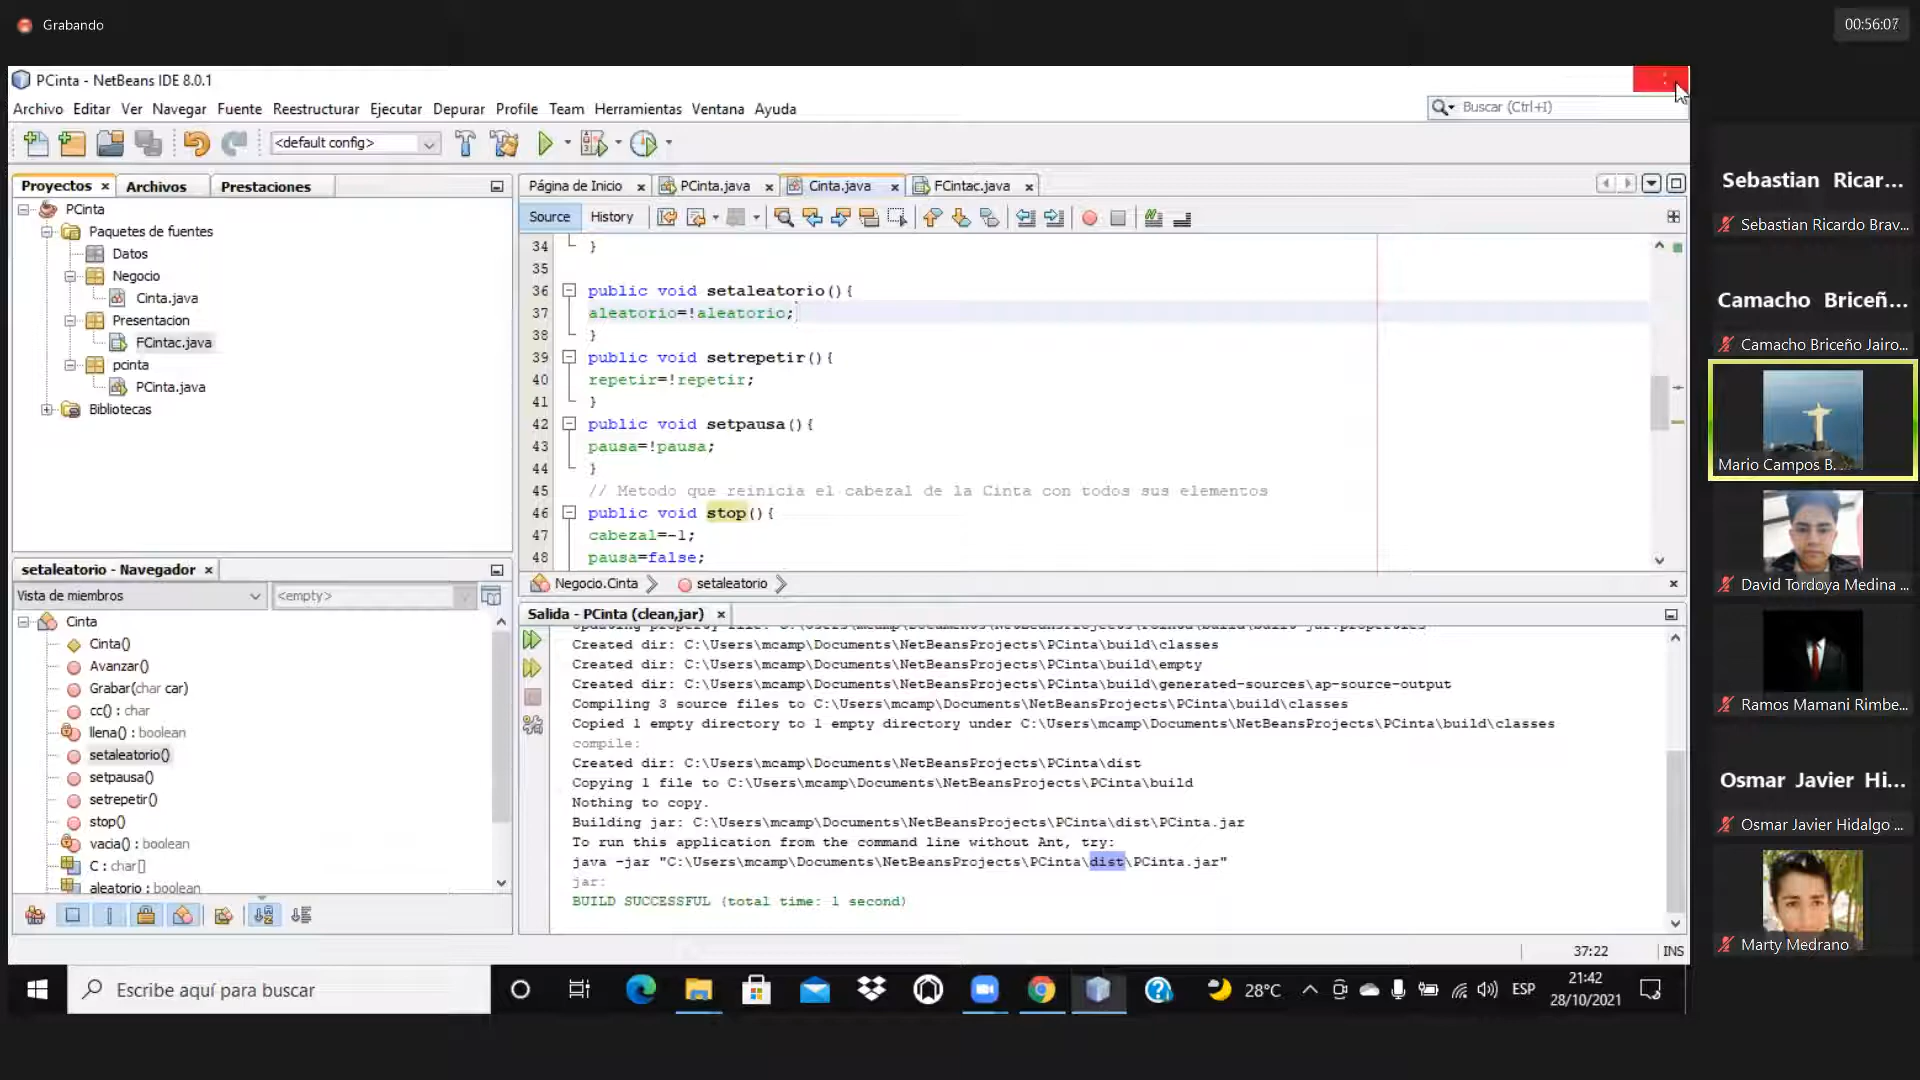 Grabando
00:56:07
PCinta - NetBeans IDE 8.0.1
Archivo Editar Ver Navegar Fuente Reestructurar Ejecutar Depurar Profile Team Herramientas Ventana Ayuda
Buscar (Ctrl+I)
<default config>
Proyectos Archivos Prestaciones
PCinta
Paquetes de fuentes
Datos
Negocio
Cinta.java
Presentacion
FCintac.java
pcinta
PCinta.java
Bibliotecas
setaleatorio - Navegador
Vista de miembros <empty>
Cinta
Cinta()
Avanzar()
Grabar(char car)
cc() : char
llena() : boolean
setaleatorio()
setpausa()
setrepetir()
stop()
vacia() : boolean
C : char[]
aleatorio : boolean
Página de Inicio PCinta.java Cinta.java FCintac.java
Source History
34 }
35
36 public void setaleatorio(){
37 aleatorio=!aleatorio;
38 }
39 public void setrepetir(){
40 repetir=!repetir;
41 }
42 public void setpausa(){
43 pausa=!pausa;
44 }
45 // Metodo que reinicia el cabezal de la Cinta con todos sus elementos
46 public void stop(){
47 cabezal=-1;
48 pausa=false;
Negocio.Cinta setaleatorio
Salida - PCinta (clean,jar)
Created dir: C:\Users\mcamp\Documents\NetBeansProjects\PCinta\build\classes
Created dir: C:\Users\mcamp\Documents\NetBeansProjects\PCinta\build\empty
Created dir: C:\Users\mcamp\Documents\NetBeansProjects\PCinta\build\generated-sources\ap-source-output
Compiling 3 source files to C:\Users\mcamp\Documents\NetBeansProjects\PCinta\build\classes
Copied 1 empty directory to 1 empty directory under C:\Users\mcamp\Documents\NetBeansProjects\PCinta\build\classes
compile:
Created dir: C:\Users\mcamp\Documents\NetBeansProjects\PCinta\dist
Copying 1 file to C:\Users\mcamp\Documents\NetBeansProjects\PCinta\build
Nothing to copy.
Building jar: C:\Users\mcamp\Documents\NetBeansProjects\PCinta\dist\PCinta.jar
To run this application from the command line without Ant, try:
java -jar "C:\Users\mcamp\Documents\NetBeansProjects\PCinta\dist\PCinta.jar"
jar:
BUILD SUCCESSFUL (total time: 1 second)
37:22 INS
Escribe aquí para buscar
28°C
ESP
21:42
28/10/2021
Sebastian Ricar...
Sebastian Ricardo Brav...
Camacho Briceñ...
Camacho Briceño Jairo...
Mario Campos B...
David Tordoya Medina ...
Ramos Mamani Rimbe...
Osmar Javier Hi...
Osmar Javier Hidalgo ...
Marty Medrano